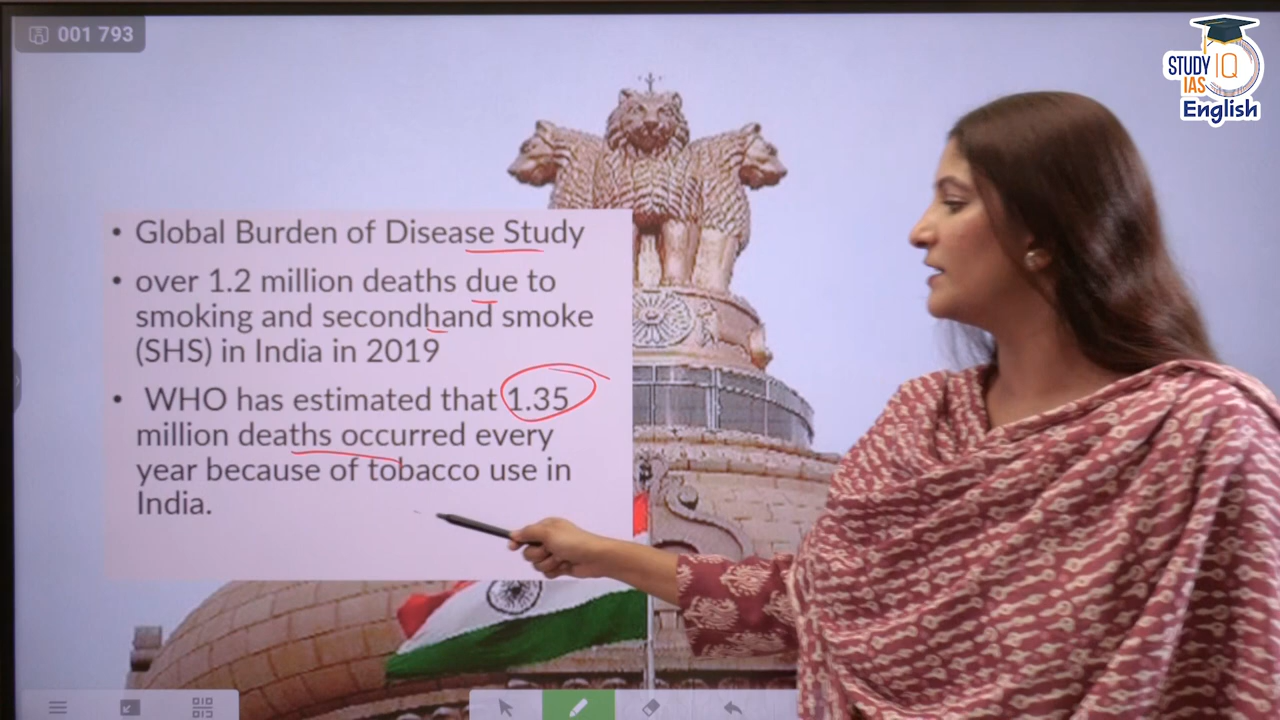 001 793
STUDY IQ
IAS
English
• Global Burden of Disease Study
• over 1.2 million deaths due to
smoking and secondhand smoke
(SHS) in India in 2019
• WHO has estimated that 1.35
million deaths occurred every
year because of tobacco use in
India.